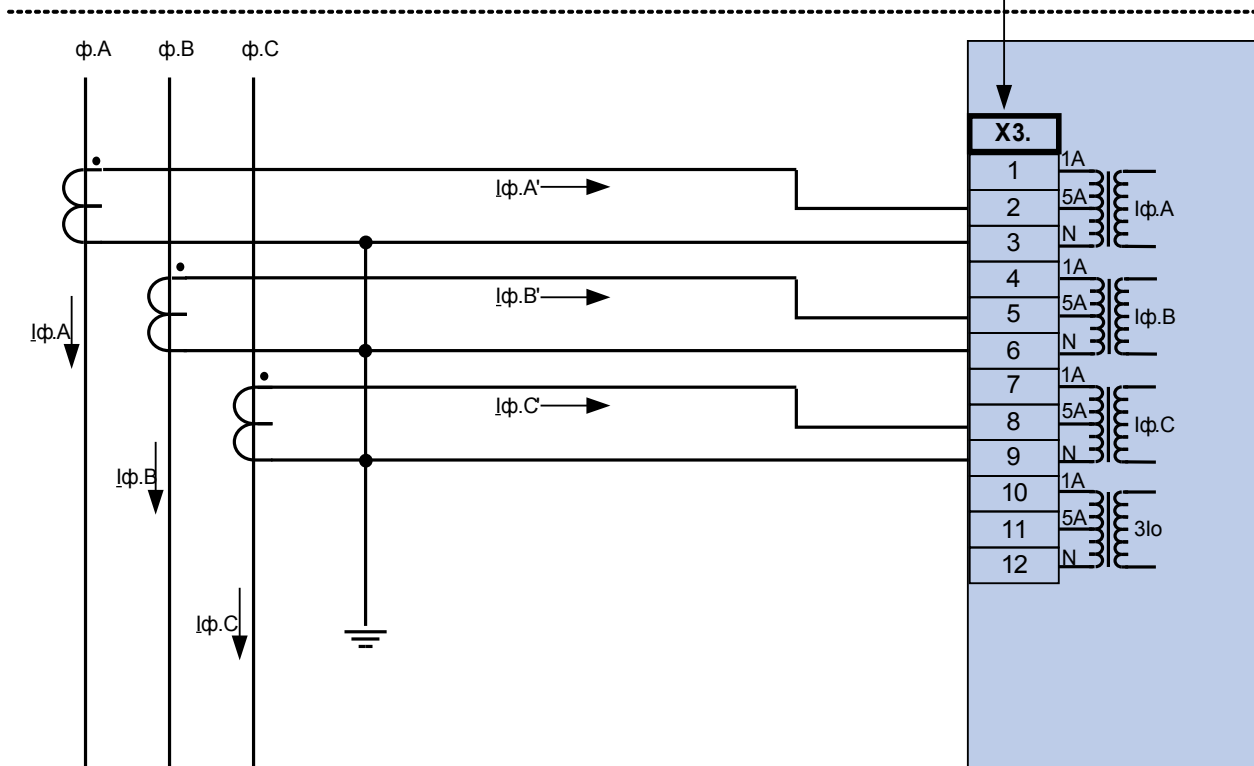 ф.А ф.В ф.С
Х3.
1 1А
Iф.А'
2 5А Iф.А
3 N
4 1А
Iф.В'
5 5А Iф.В
Iф.А
6 N
7 1А
Iф.С'
8 5А Iф.С
9 N
Iф.В
10 1А
11 5А 3Io
12 N
Iф.С